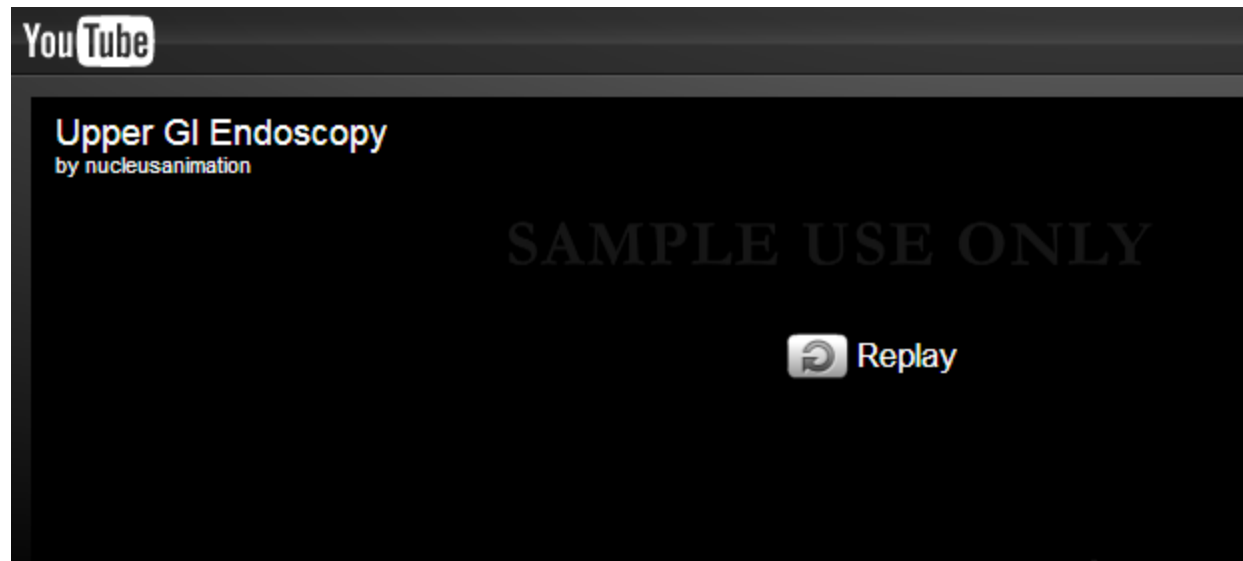 YouTube
Upper GI Endoscopy
by nucleusanimation
SAMPLE USE ONLY
Replay